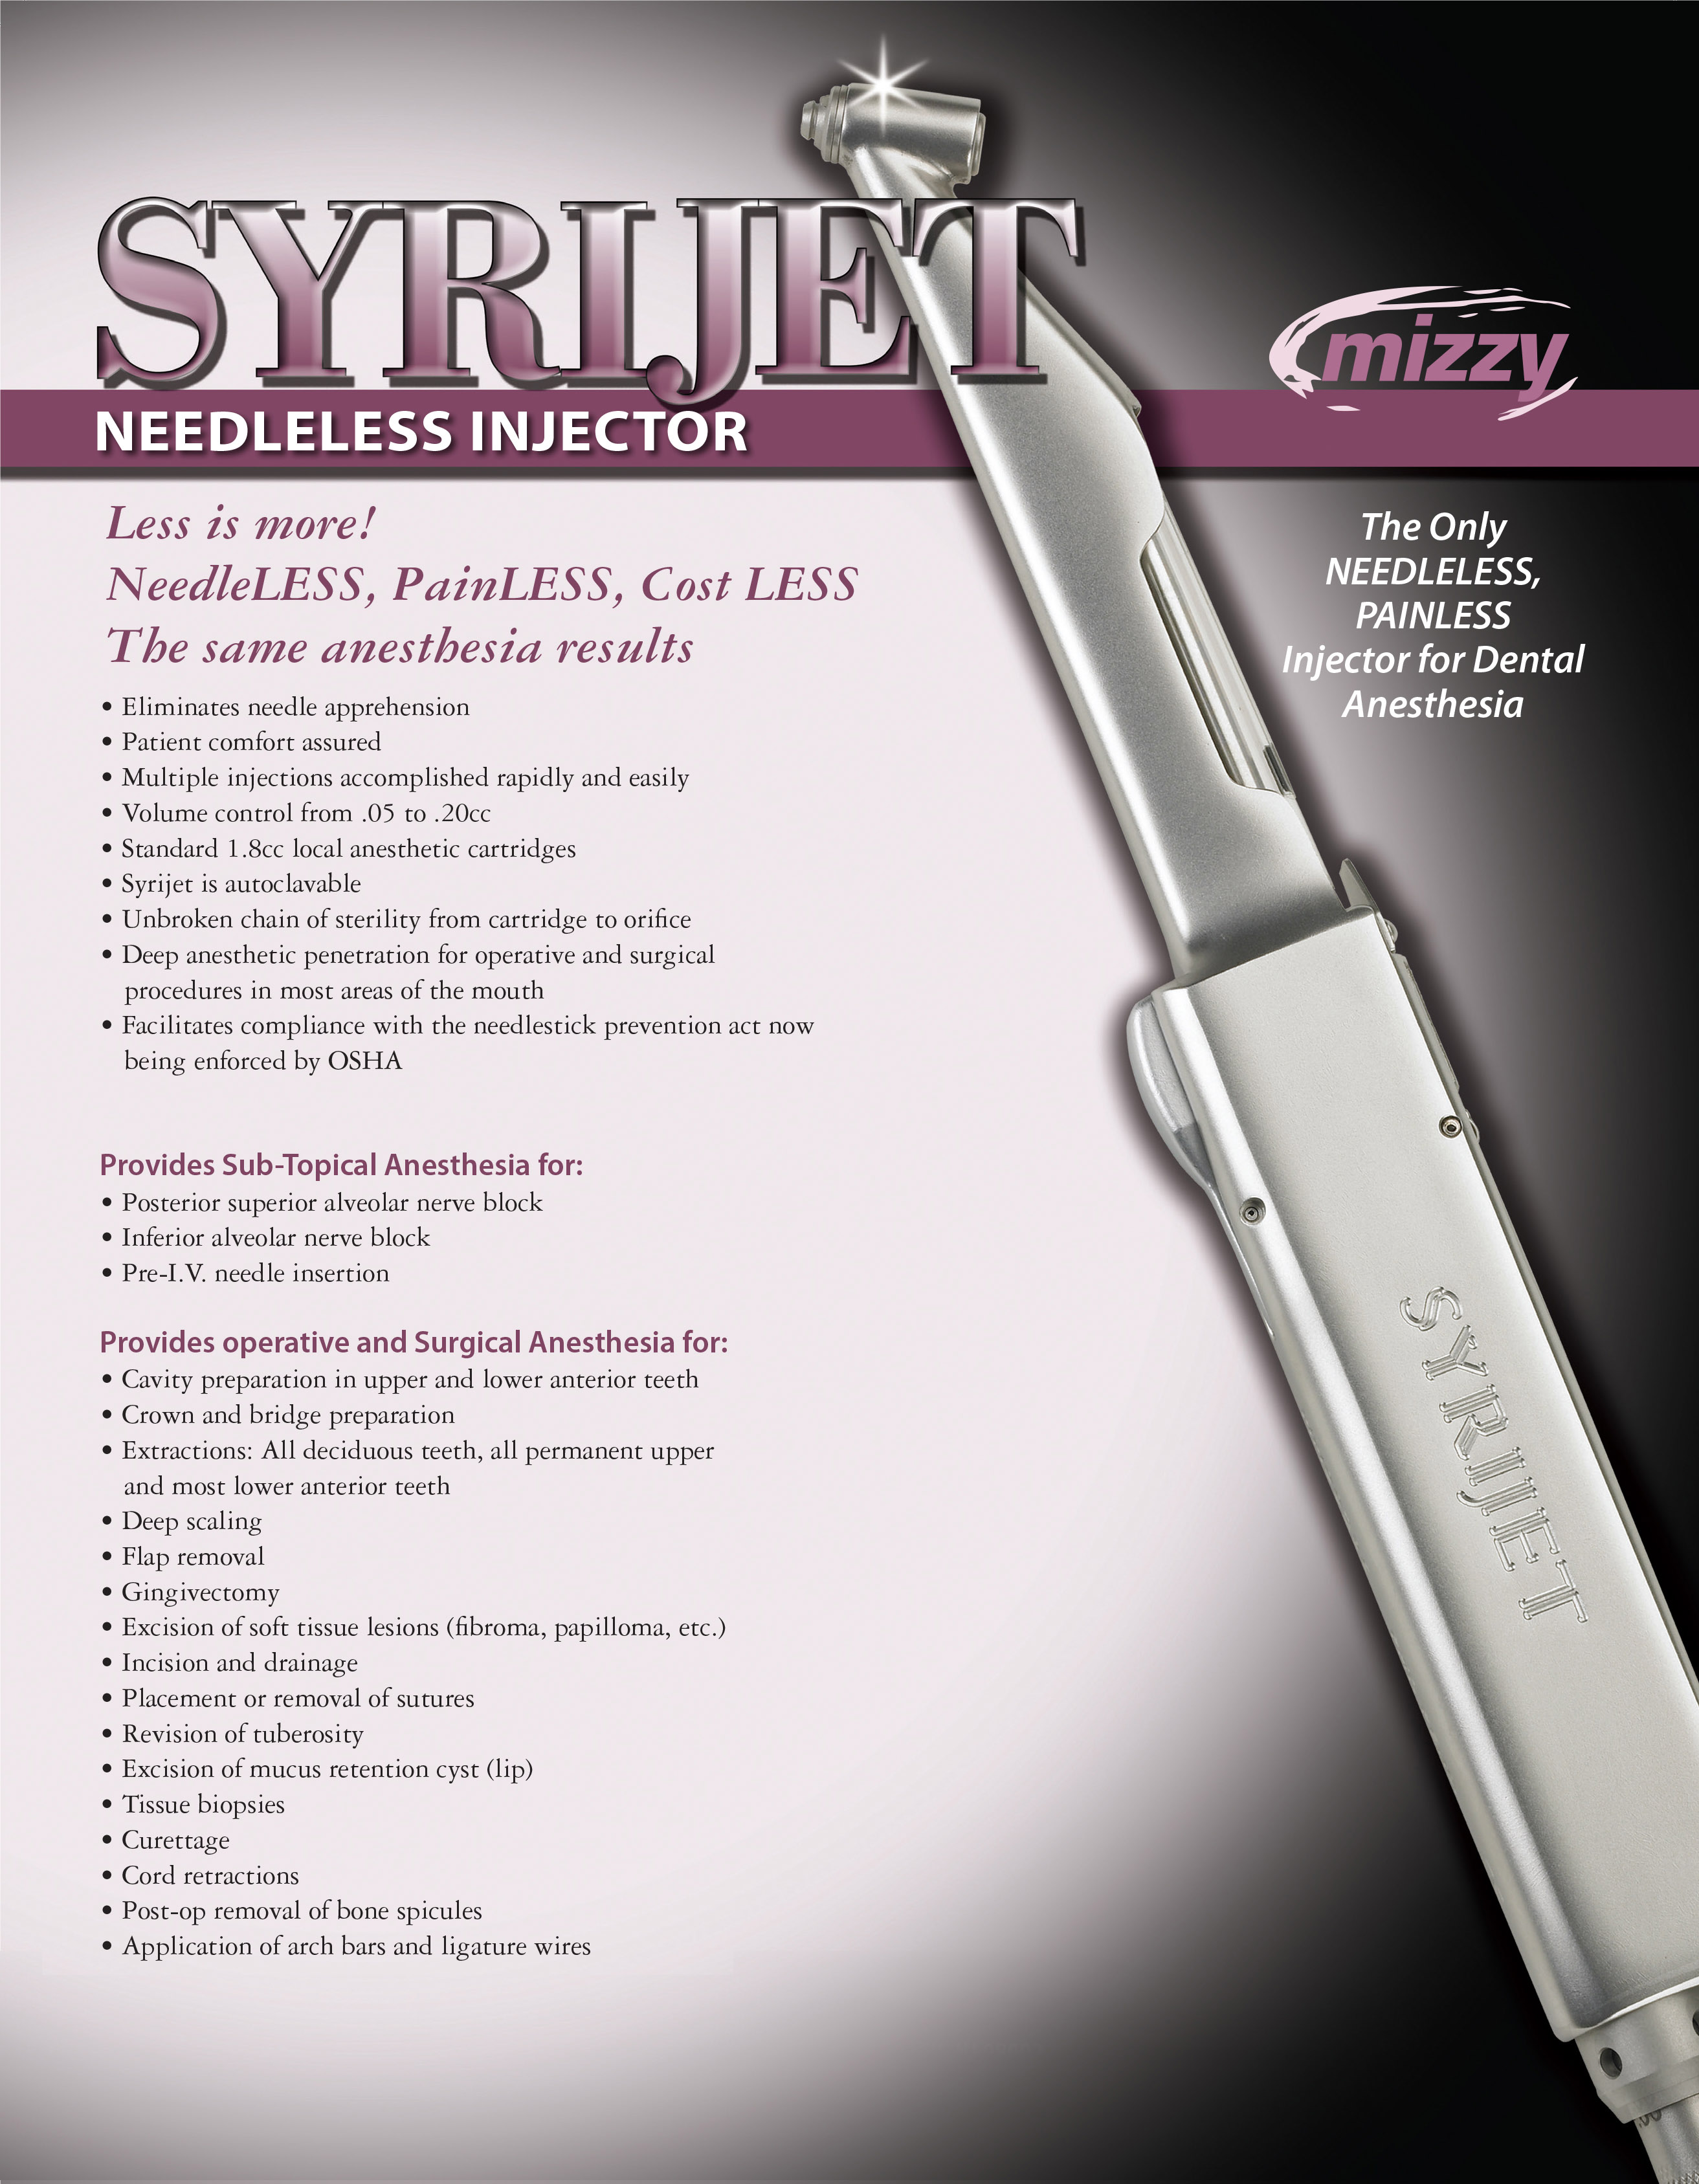 SYRIJET
mizzy
NEEDLELESS INJECTOR
Less is more!
NeedleLESS, PainLESS, Cost LESS
The same anesthesia results
• Eliminates needle apprehension
• Patient comfort assured
• Multiple injections accomplished rapidly and easily
• Volume control from .05 to .20cc
• Standard 1.8cc local anesthetic cartridges
• Syrijet is autoclavable
• Unbroken chain of sterility from cartridge to orifice
• Deep anesthetic penetration for operative and surgical
procedures in most areas of the mouth
• Facilitates compliance with the needlestick prevention act now
being enforced by OSHA
The Only
NEEDLELESS,
PAINLESS
Injector for Dental
Anesthesia
Provides Sub-Topical Anesthesia for:
• Posterior superior alveolar nerve block
• Inferior alveolar nerve block
• Pre-I.V. needle insertion
Provides operative and Surgical Anesthesia for:
• Cavity preparation in upper and lower anterior teeth
• Crown and bridge preparation
• Extractions: All deciduous teeth, all permanent upper
and most lower anterior teeth
• Deep scaling
• Flap removal
• Gingivectomy
• Excision of soft tissue lesions (fibroma, papilloma, etc.)
• Incision and drainage
• Placement or removal of sutures
• Revision of tuberosity
• Excision of mucus retention cyst (lip)
• Tissue biopsies
• Curettage
• Cord retractions
• Post-op removal of bone spicules
• Application of arch bars and ligature wires
SYRIJET